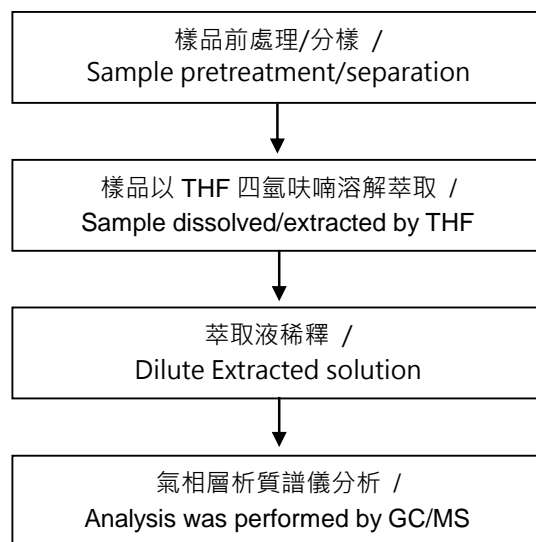 樣品前處理/分樣 /
Sample pretreatment/separation
樣品以 THF 四氫呋喃溶解萃取 /
Sample dissolved/extracted by THF
萃取液稀釋 /
Dilute Extracted solution
氣相層析質譜儀分析 /
Analysis was performed by GC/MS